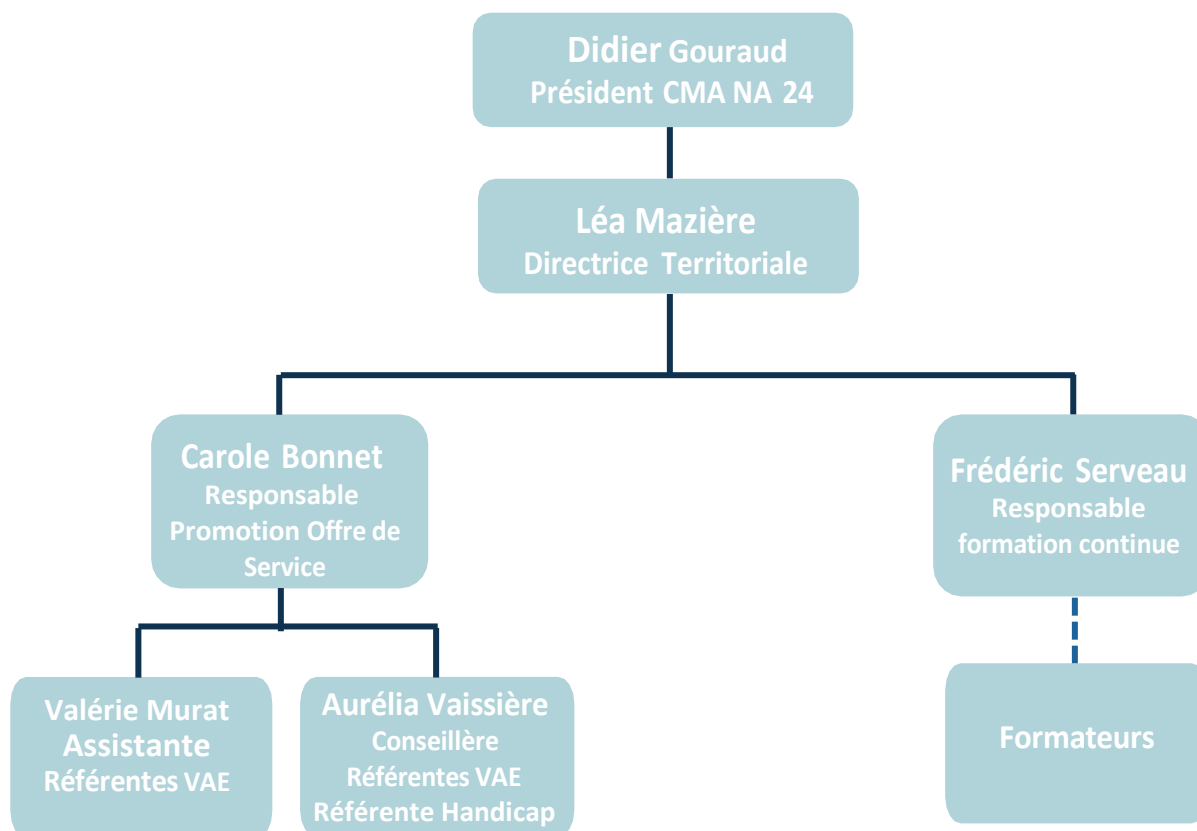 Didier Gouraud
Président CMA NA 24
Léa Mazière
Directrice Territoriale
Carole Bonnet
Responsable
Promotion Offre de
Service
Frédéric Serveau
Responsable
formation continue
Valérie Murat
Assistante
Référentes VAE
Aurélia Vaissière
Conseillère
Référentes VAE
Référente Handicap
Formateurs